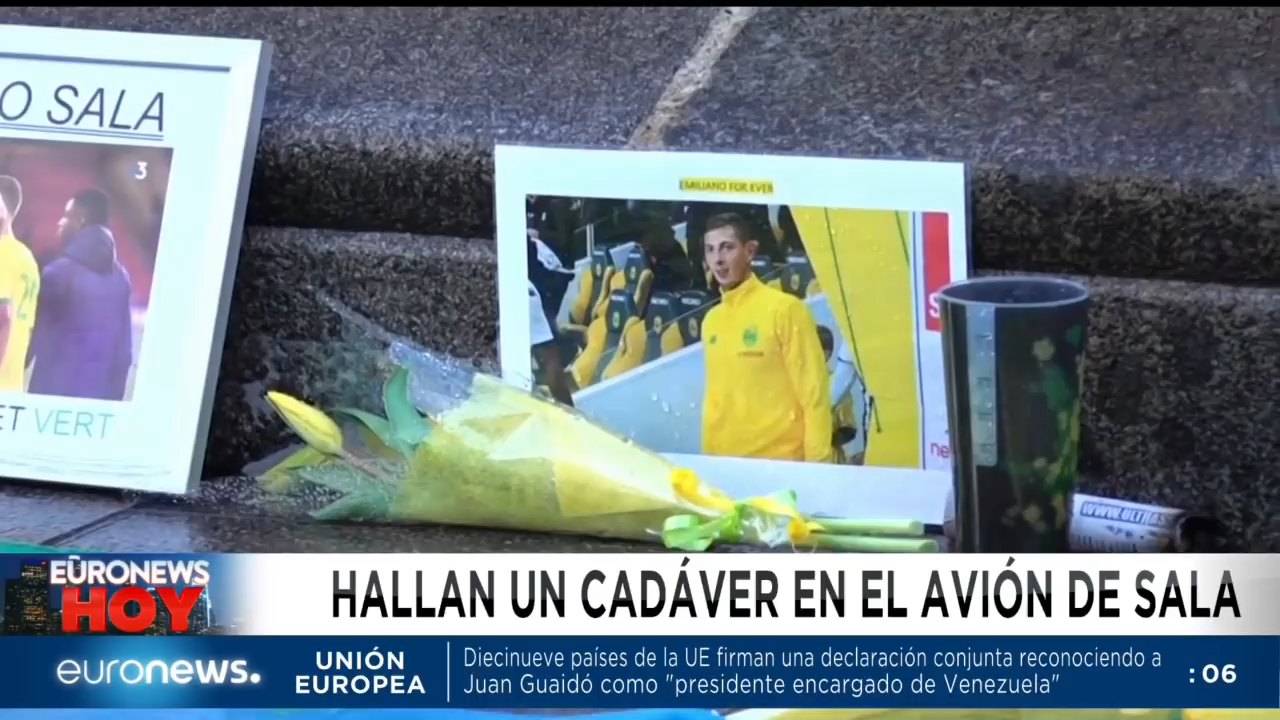 O SALA
3
ET VERT
EMILIANO FOR EVER
WWW.ULTRAS
EURONEWS
HOY
HALLAN UN CADÁVER EN EL AVIÓN DE SALA
euronews.
UNIÓN
EUROPEA
Diecinueve países de la UE firman una declaración conjunta reconociendo a
Juan Guaidó como "presidente encargado de Venezuela"
:06